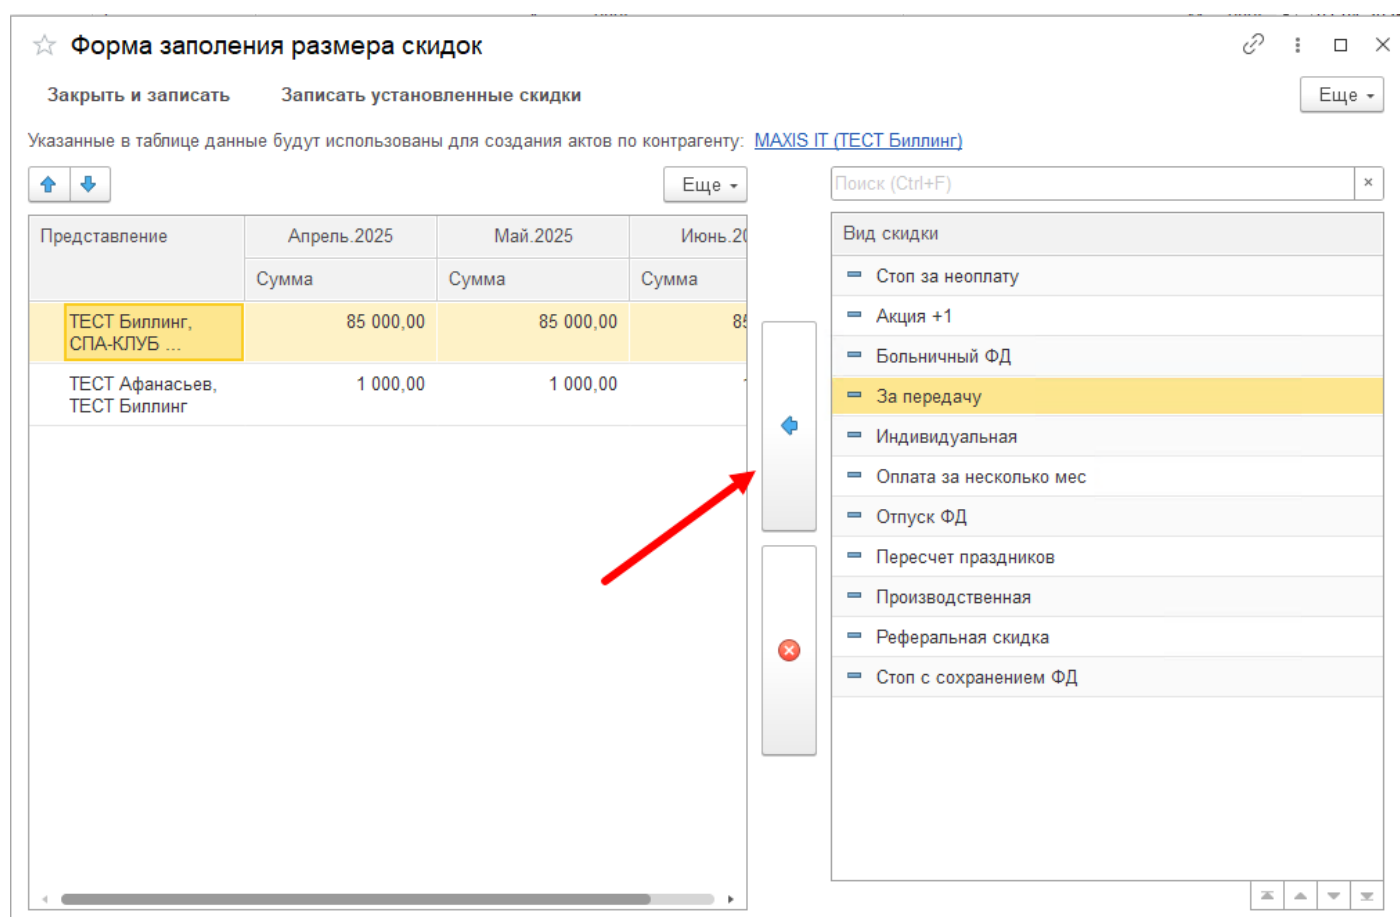 Форма заполения размера скидок
Закрыть и записать Записать установленные скидки Еще
Указанные в таблице данные будут использованы для создания актов по контрагенту: MAXIS IT (ТЕСТ Биллинг)
Еще Поиск (Ctrl+F) ×
Представление Апрель.2025 Май.2025 Июнь.20
Сумма Сумма Сумма
ТЕСТ Биллинг, 85 000,00 85 000,00 85
СПА-КЛУБ ...
ТЕСТ Афанасьев, 1 000,00 1 000,00
ТЕСТ Биллинг
Вид скидки
Стоп за неоплату
Акция +1
Больничный ФД
За передачу
Индивидуальная
Оплата за несколько мес
Отпуск ФД
Пересчет праздников
Производственная
Реферальная скидка
Стоп с сохранением ФД